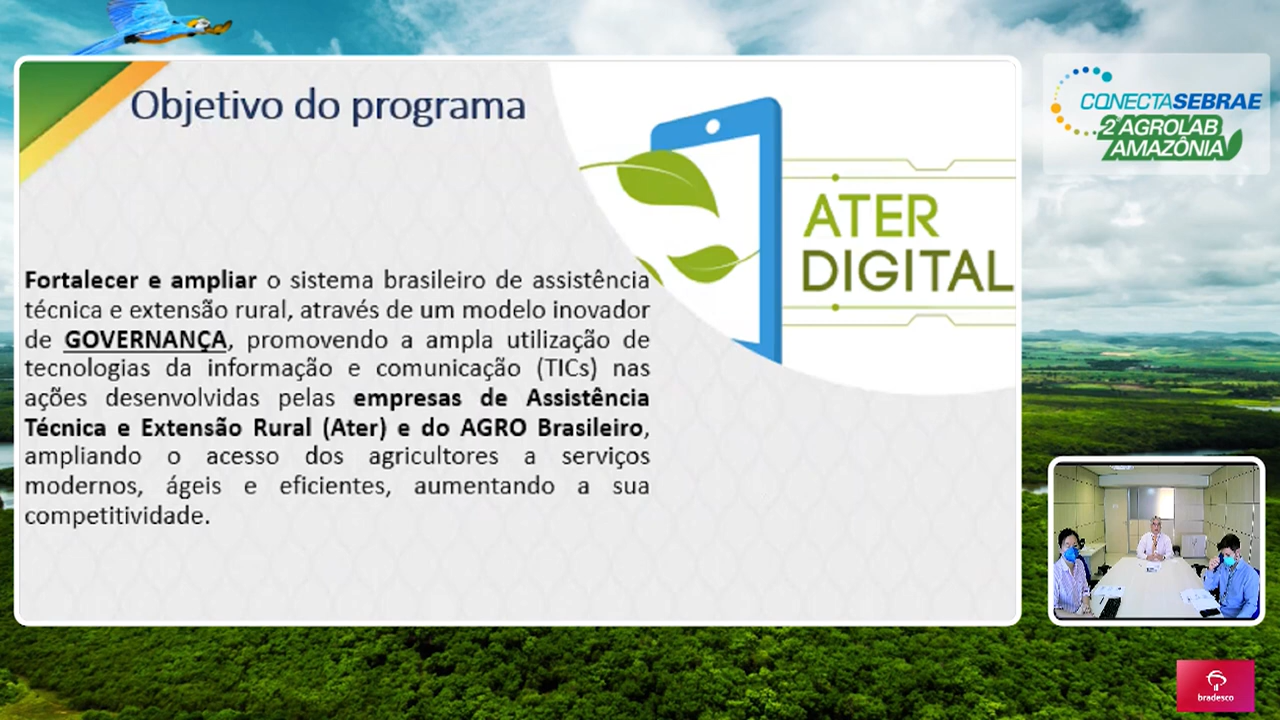 Objetivo do programa
ATER
DIGITAL
Fortalecer e ampliar o sistema brasileiro de assistência
técnica e extensão rural, através de um modelo inovador
de GOVERNANÇA, promovendo a ampla utilização de
tecnologias da informação e comunicação (TICs) nas
ações desenvolvidas pelas empresas de Assistência
Técnica e Extensão Rural (Ater) e do AGRO Brasileiro,
ampliando o acesso dos agricultores a serviços
modernos, ágeis e eficientes, aumentando a sua
competitividade.
CONECTASEBRAE
2º AGROLAB
AMAZÔNIA
bradesco